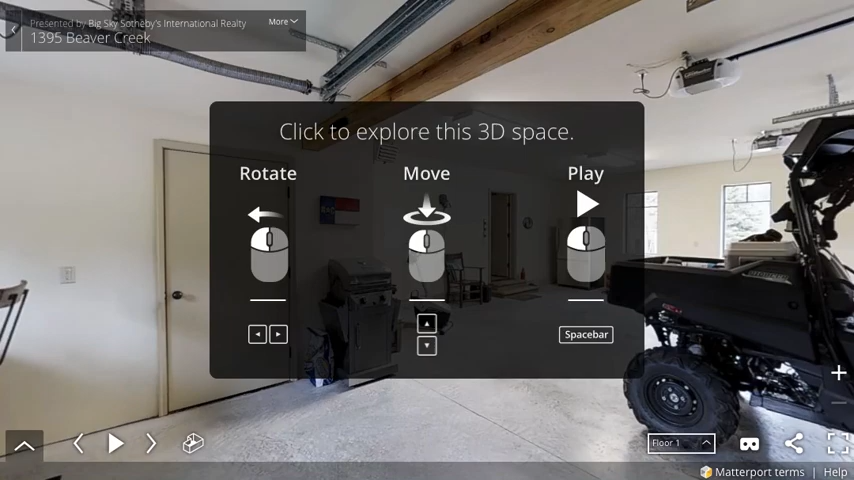 Presented by Big Sky Sotheby's International Realty
More
1395 Beaver Creek
Click to explore this 3D space.
Rotate
Move
Play
Spacebar
Floor 1
Matterport terms | Help